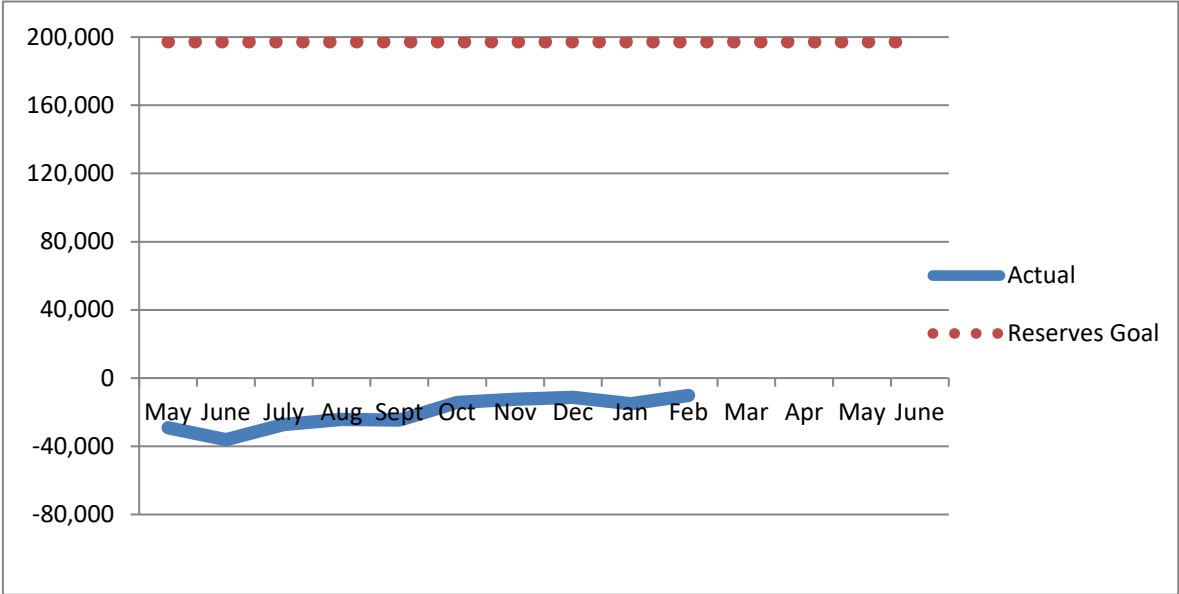 200,000
160,000
120,000
80,000
40,000
0
-40,000
-80,000
May June July Aug Sept Oct Nov Dec Jan Feb Mar Apr May June
Actual
Reserves Goal